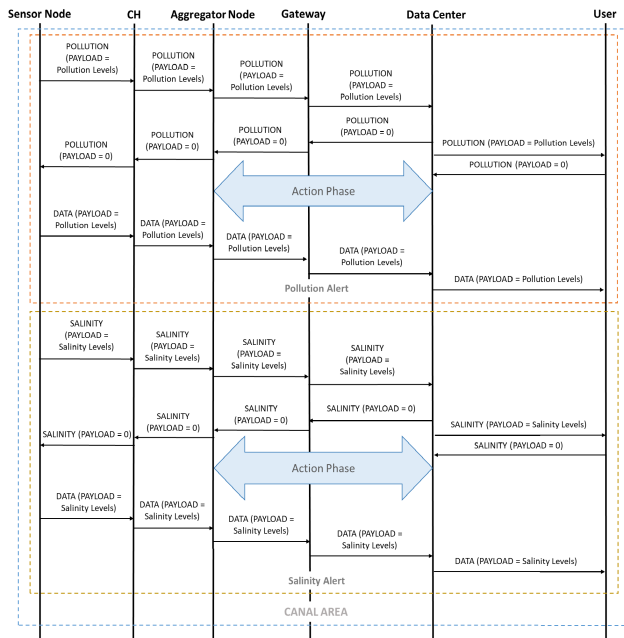 Sensor Node CH Aggregator Node Gateway Data Center User
POLLUTION
(PAYLOAD =
Pollution Levels)
POLLUTION
(PAYLOAD =
Pollution Levels)
POLLUTION
(PAYLOAD =
Pollution Levels)
POLLUTION
(PAYLOAD =
Pollution Levels)
POLLUTION
(PAYLOAD = 0)
POLLUTION
(PAYLOAD = 0)
POLLUTION
(PAYLOAD = 0)
POLLUTION
(PAYLOAD = 0)
POLLUTION (PAYLOAD = Pollution Levels)
POLLUTION (PAYLOAD = 0)
Action Phase
DATA (PAYLOAD =
Pollution Levels)
DATA (PAYLOAD =
Pollution Levels)
DATA (PAYLOAD =
Pollution Levels)
DATA (PAYLOAD =
Pollution Levels)
DATA (PAYLOAD = Pollution Levels)
Pollution Alert
SALINITY
(PAYLOAD =
Salinity Levels)
SALINITY
(PAYLOAD =
Salinity Levels)
SALINITY
(PAYLOAD =
Salinity Levels)
SALINITY
(PAYLOAD =
Salinity Levels)
SALINITY (PAYLOAD = 0)
SALINITY
(PAYLOAD = 0)
SALINITY
(PAYLOAD = 0)
SALINITY (PAYLOAD = 0)
SALINITY (PAYLOAD = Salinity Levels)
SALINITY (PAYLOAD = 0)
Action Phase
DATA (PAYLOAD =
Salinity Levels)
DATA (PAYLOAD =
Salinity Levels)
DATA (PAYLOAD =
Salinity Levels)
DATA (PAYLOAD =
Salinity Levels)
DATA (PAYLOAD = Salinity Levels)
Salinity Alert
CANAL AREA